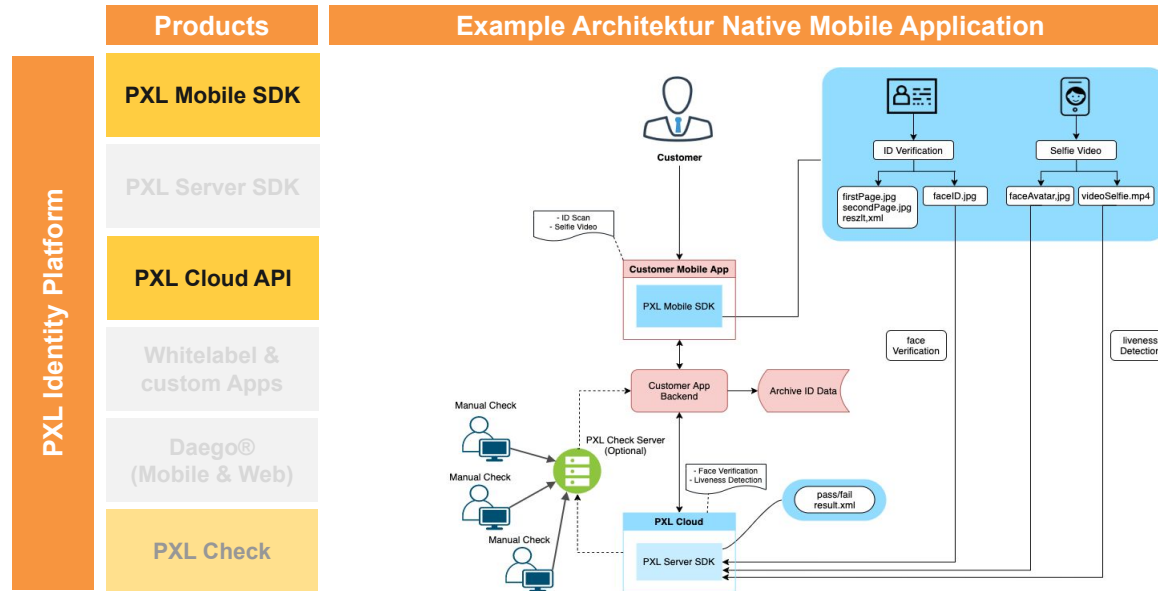 Products
Example Architektur Native Mobile Application
PXL Identity Platform
PXL Mobile SDK
PXL Server SDK
PXL Cloud API
Whitelabel &
custom Apps
Daego®
(Mobile & Web)
PXL Check
Customer
- ID Scan
- Selfie Video
Customer Mobile App
PXL Mobile SDK
Customer App
Backend
Archive ID Data
Manual Check
PXL Check Server
(Optional)
Manual Check
Manual Check
- Face Verification
- Liveness Detection
PXL Cloud
PXL Server SDK
pass/fail
result.xml
ID Verification
Selfie Video
firstPage.jpg
secondPage.jpg
reszlt,xml
faceID.jpg
faceAvatar,jpg
videoSelfie.mp4
face
Verification
liveness
Detection